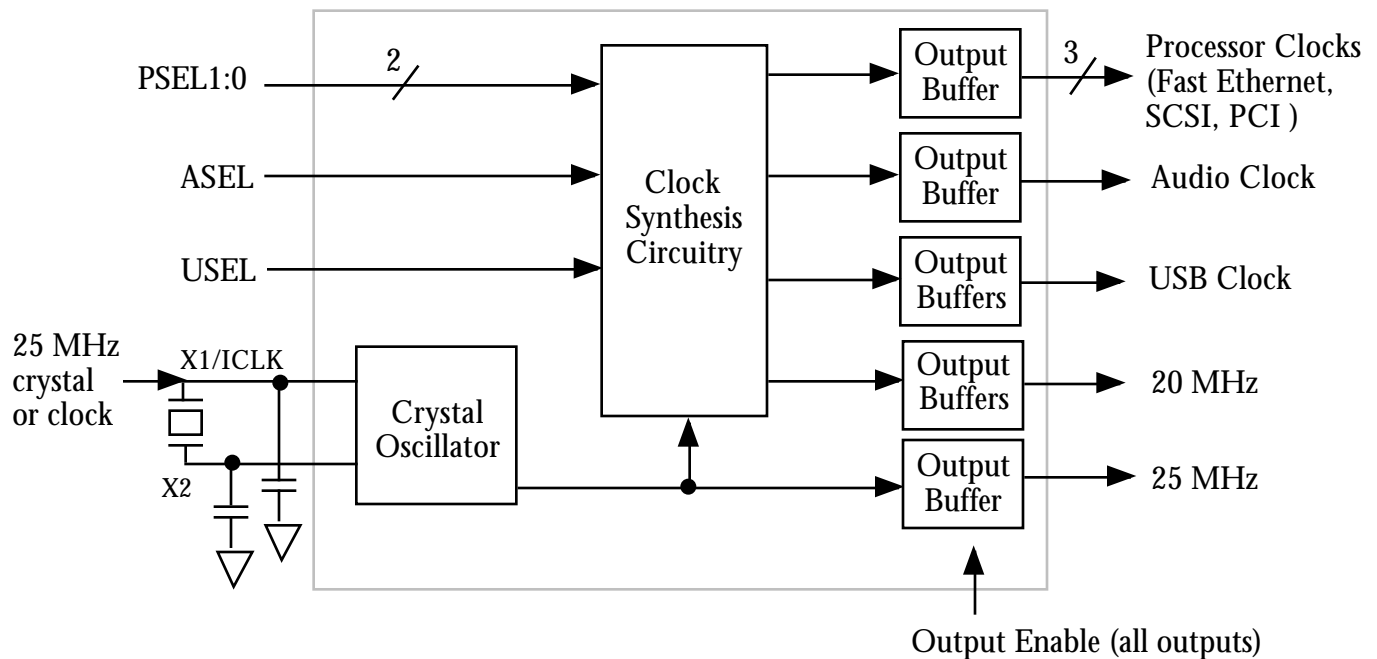 PSEL1:0
2
ASEL
USEL
25 MHz
crystal
or clock
X1/ICLK
X2
Crystal
Oscillator
Clock
Synthesis
Circuitry
Output
Buffer
3
Processor Clocks
(Fast Ethernet,
SCSI, PCI )
Output
Buffer
Audio Clock
Output
Buffers
USB Clock
Output
Buffers
20 MHz
Output
Buffer
25 MHz
Output Enable (all outputs)